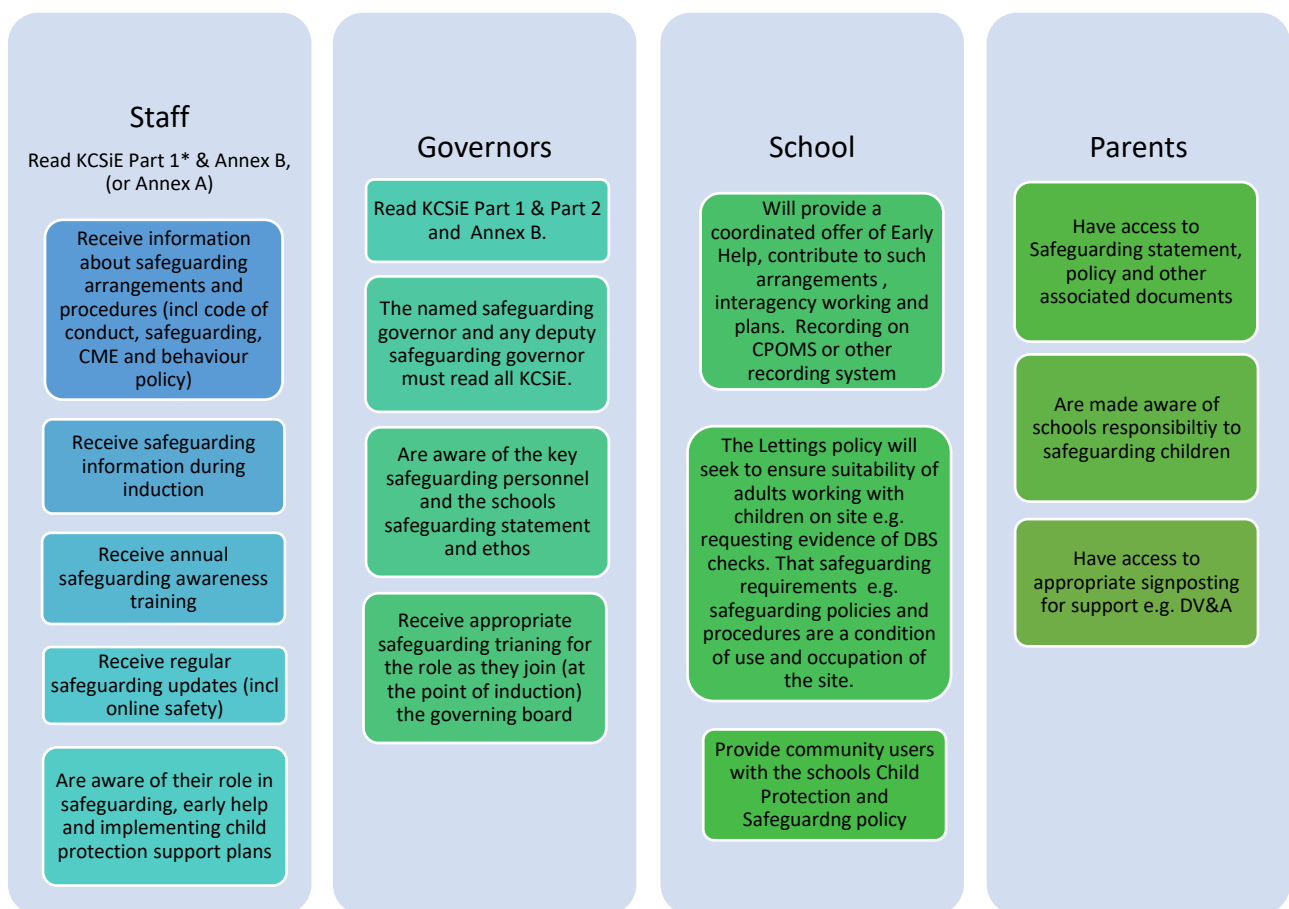 Staff
Read KCSiE Part 1* & Annex B,
(or Annex A)
Receive information
about safeguarding
arrangements and
procedures (incl code of
conduct, safeguarding,
CME and behaviour
policy)
Receive safeguarding
information during
induction
Receive annual
safeguarding awareness
training
Receive regular
safeguarding updates (incl
online safety)
Are aware of their role in
safeguarding, early help
and implementing child
protection support plans
Governors
Read KCSiE Part 1 & Part 2
and Annex B.
The named safeguarding
governor and any deputy
safeguarding governor
must read all KCSiE.
Are aware of the key
safeguarding personnel
and the schools
safeguarding statement
and ethos
Receive appropriate
safeguarding trianing for
the role as they join (at
the point of induction)
the governing board
School
Will provide a
coordinated offer of Early
Help, contribute to such
arrangements ,
interagency working and
plans. Recording on
CPOMS or other
recording system
The Lettings policy will
seek to ensure suitability of
adults working with
children on site e.g.
requesting evidence of DBS
checks. That safeguarding
requirements e.g.
safeguarding policies and
procedures are a condition
of use and occupation of
the site.
Provide community users
with the schools Child
Protection and
Safeguardng policy
Parents
Have access to
Safeguarding statement,
policy and other
associated documents
Are made aware of
schools responsibiltiy to
safeguarding children
Have access to
appropriate signposting
for support e.g. DV&A